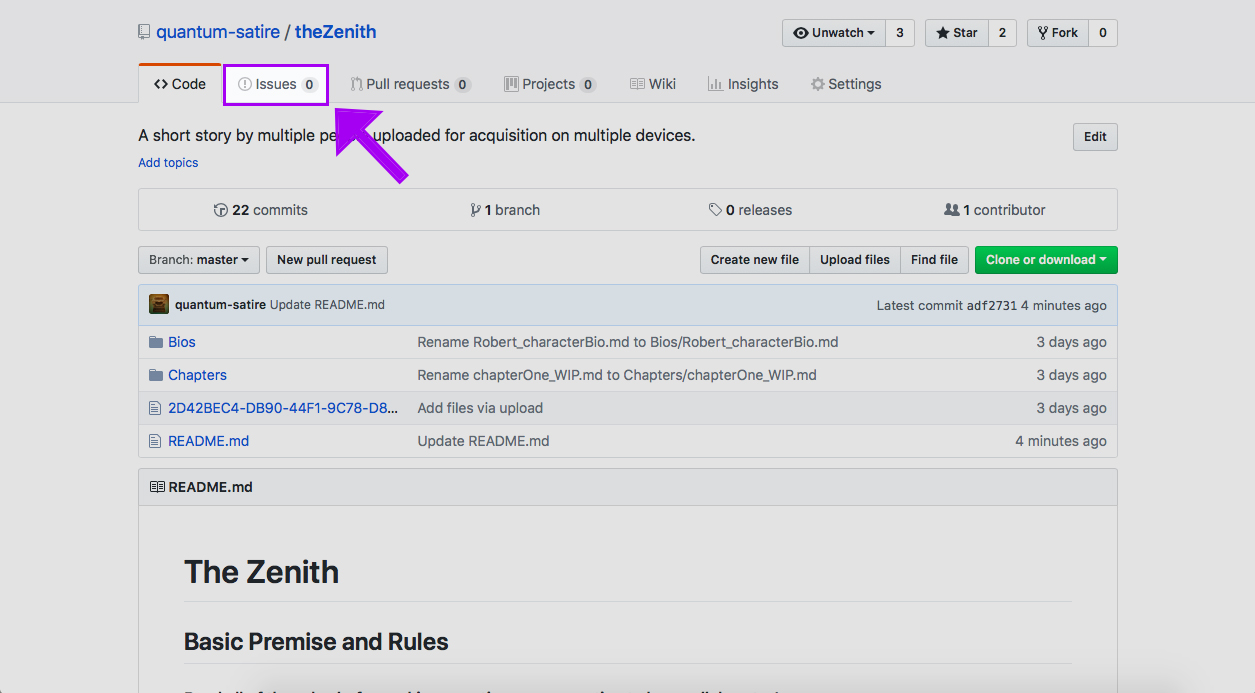 quantum-satire / theZenith
Unwatch 3 Star 2 Fork 0
Code Issues 0 Pull requests 0 Projects 0 Wiki Insights Settings
A short story by multiple uploaded for acquisition on multiple devices.
Edit
Add topics
22 commits 1 branch 0 releases 1 contributor
Branch: master New pull request Create new file Upload files Find file Clone or download
quantum-satire Update README.md Latest commit adf2731 4 minutes ago
Bios Rename Robert_characterBio.md to Bios/Robert_characterBio.md 3 days ago
Chapters Rename chapterOne_WIP.md to Chapters/chapterOne_WIP.md 3 days ago
2D42BEC4-DB90-44F1-9C78-D8... Add files via upload 3 days ago
README.md Update README.md 4 minutes ago
README.md
The Zenith
Basic Premise and Rules